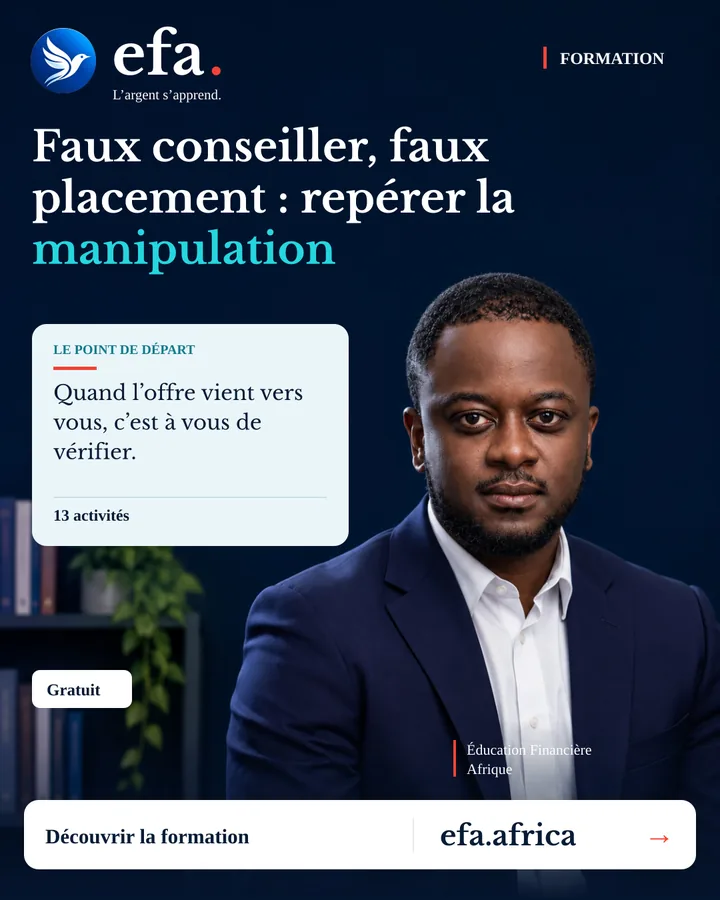 efa.
L’argent s’apprend.
FORMATION
Faux conseiller, faux
placement : repérer la
manipulation
LE POINT DE DÉPART
Quand l’offre vient vers
vous, c’est à vous de
vérifier.
13 activités
Gratuit
Éducation Financière
Afrique
Découvrir la formation
efa.africa →